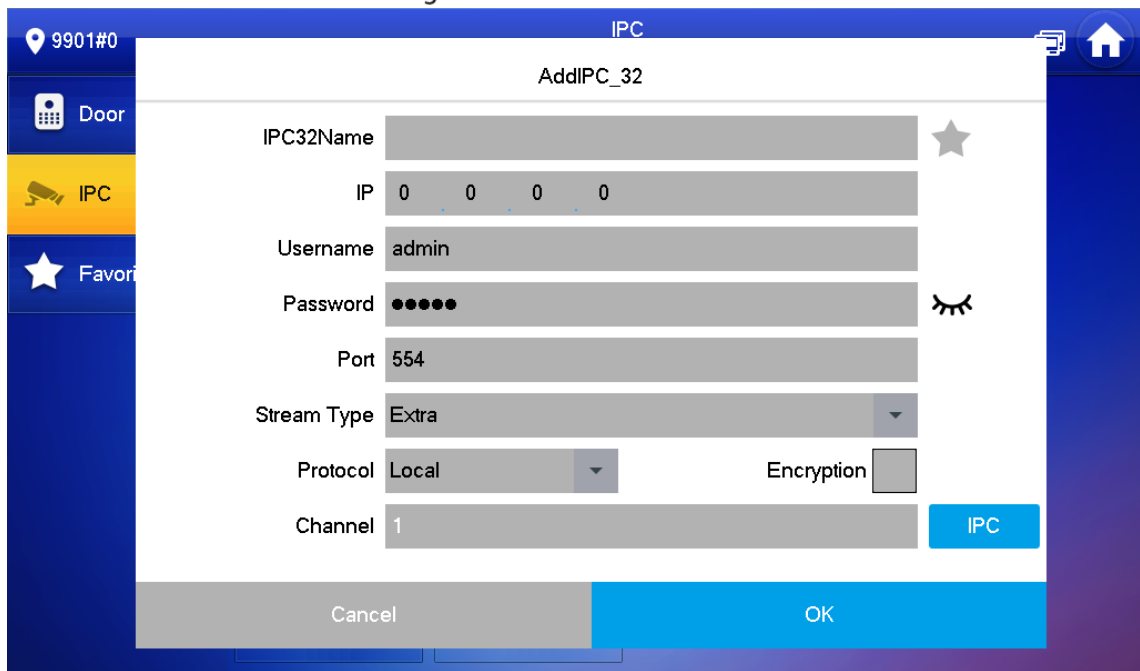 IPC
9901#0
AddIPC_32
Door
IPC32Name
IPC
IP 0 . 0 . 0 . 0
Username admin
Favori
Password ●●●●●
Port 554
Stream Type Extra
Protocol Local Encryption
Channel 1 IPC
Cancel OK